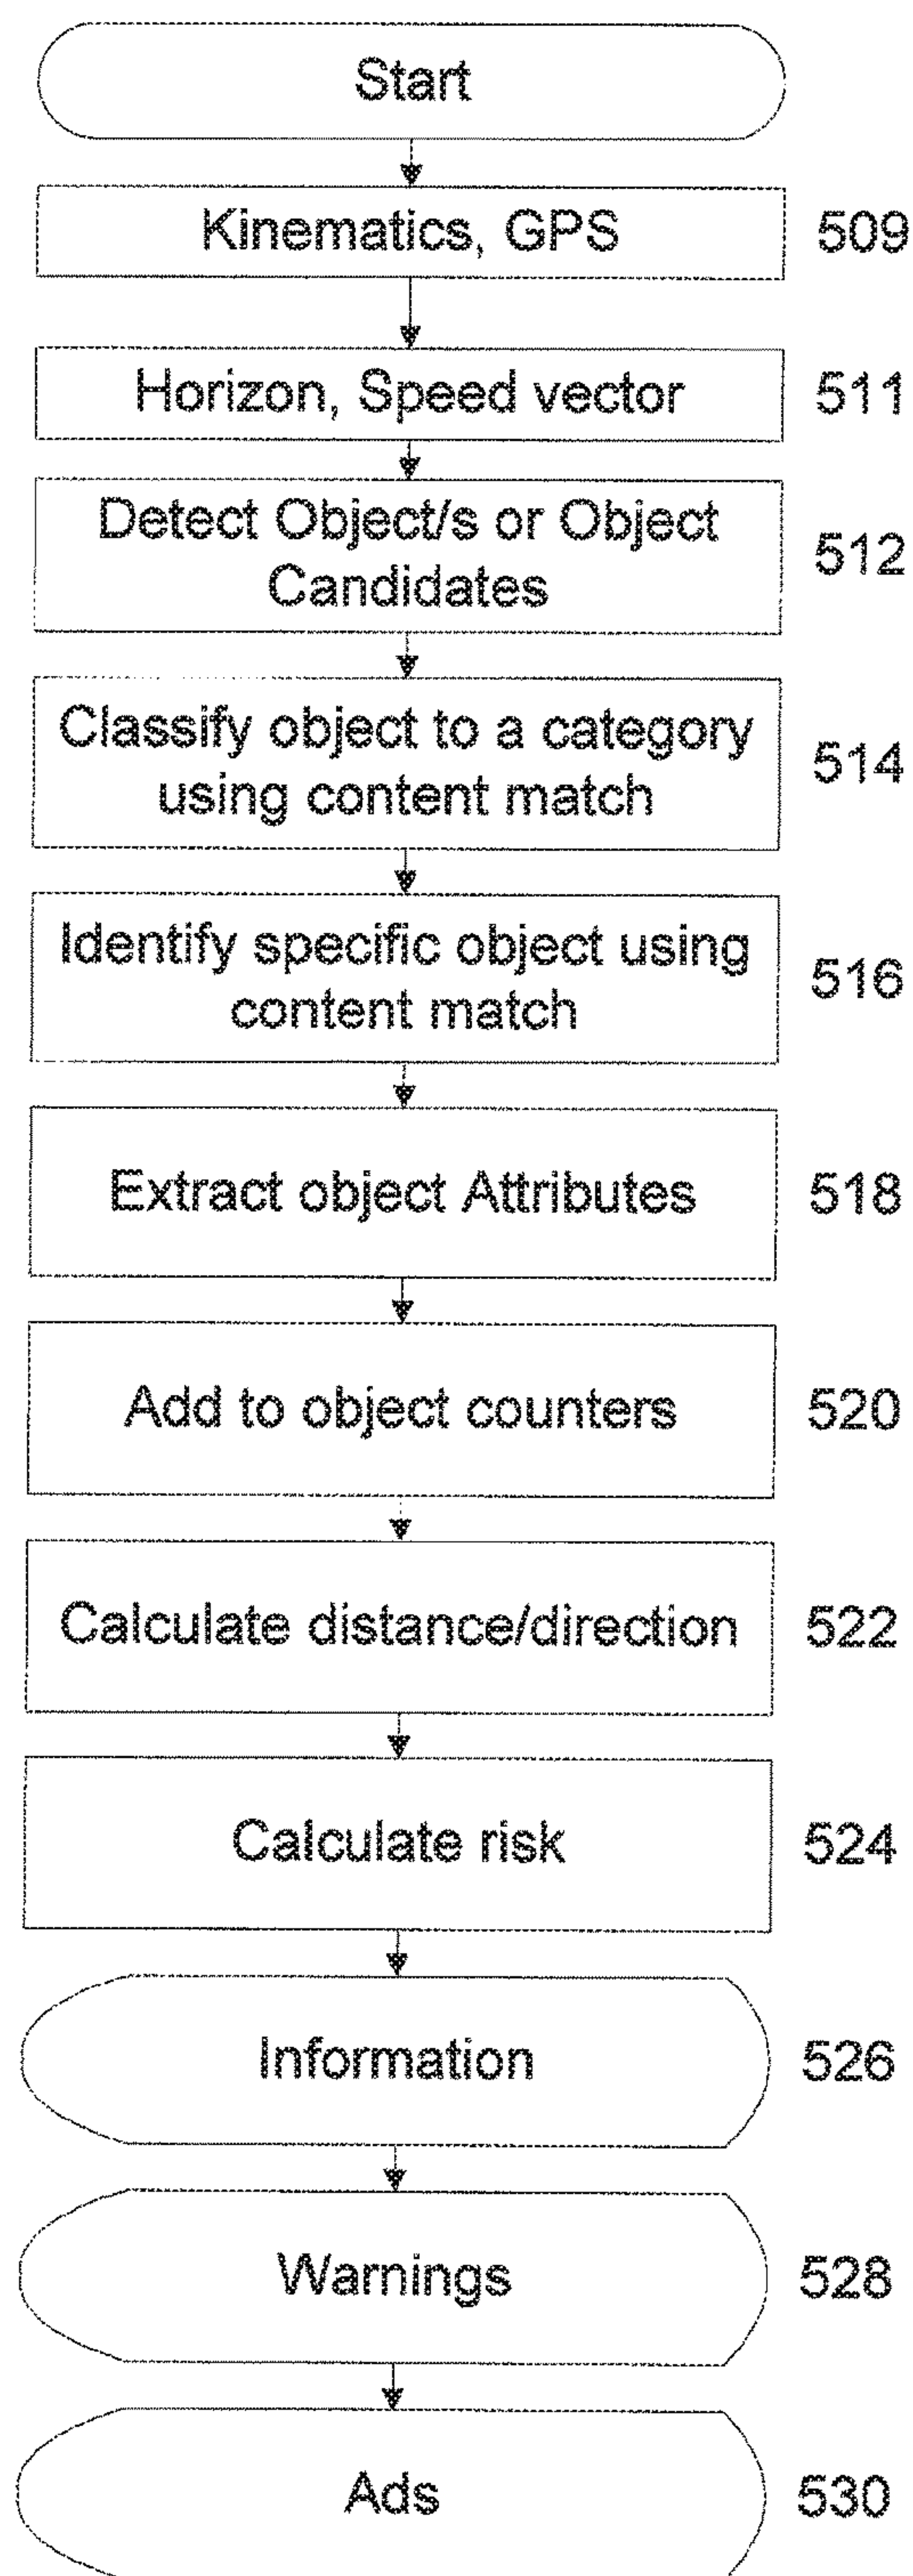 Start
Kinematics, GPS 509
Horizon, Speed vector 511
Detect Object/s or Object
Candidates 512
Classify object to a category
using content match 514
Identify specific object using
content match 516
Extract object Attributes 518
Add to object counters 520
Calculate distance/direction 522
Calculate risk 524
Information 526
Warnings 528
Ads 530